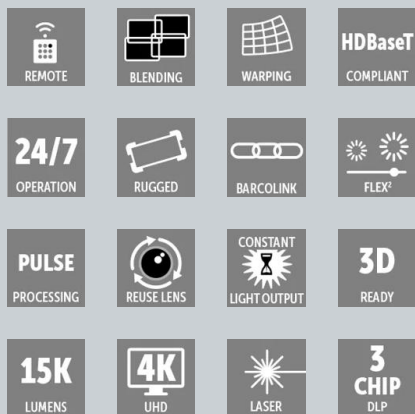 REMOTE
BLENDING
WARPING
HDBaseT
COMPLIANT
24/7
OPERATION
RUGGED
BARCOLINK
FLEX²
PULSE
PROCESSING
REUSE LENS
CONSTANT
LIGHT OUTPUT
3D
READY
15K
LUMENS
4K
UHD
LASER
3
CHIP
DLP